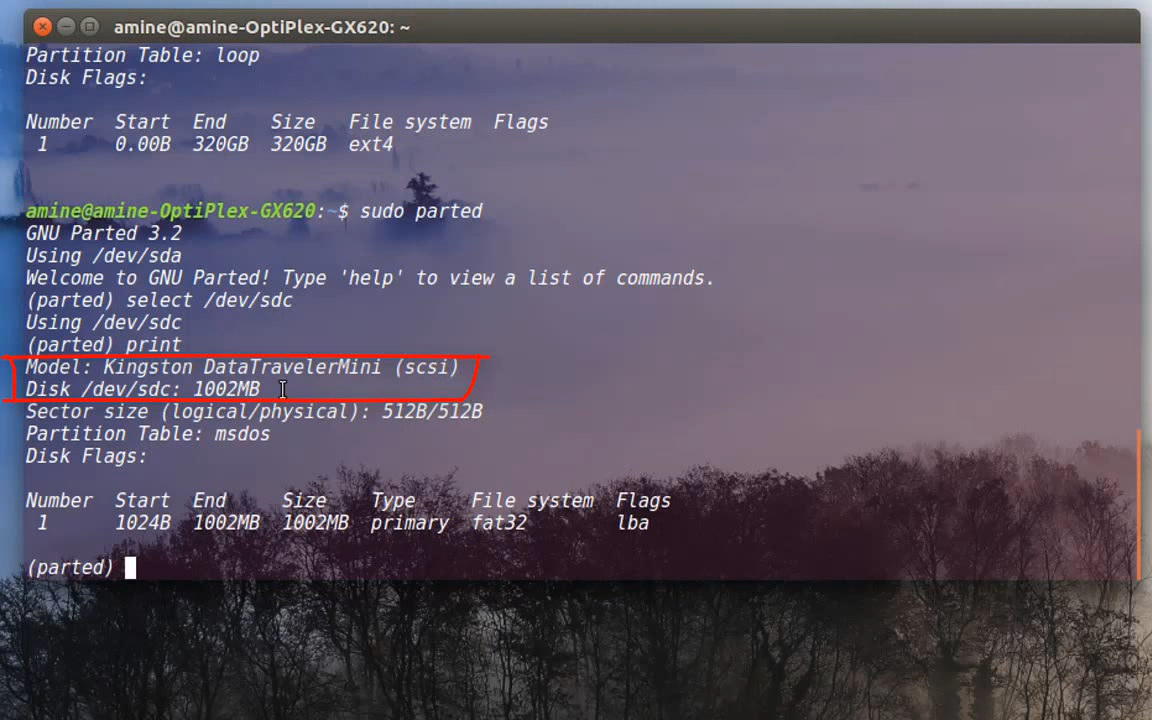 amine@amine-OptiPlex-GX620: ~
Partition Table: loop
Disk Flags:
Number  Start  End    Size   File system  Flags
 1      0.00B  320GB  320GB  ext4
amine@amine-OptiPlex-GX620:~$ sudo parted
GNU Parted 3.2
Using /dev/sda
Welcome to GNU Parted! Type 'help' to view a list of commands.
(parted) select /dev/sdc
Using /dev/sdc
(parted) print
Model: Kingston DataTravelerMini (scsi)
Disk /dev/sdc: 1002MB
Sector size (logical/physical): 512B/512B
Partition Table: msdos
Disk Flags:
Number  Start  End     Size    Type     File system  Flags
 1      1024B  1002MB  1002MB  primary  fat32        lba
(parted)